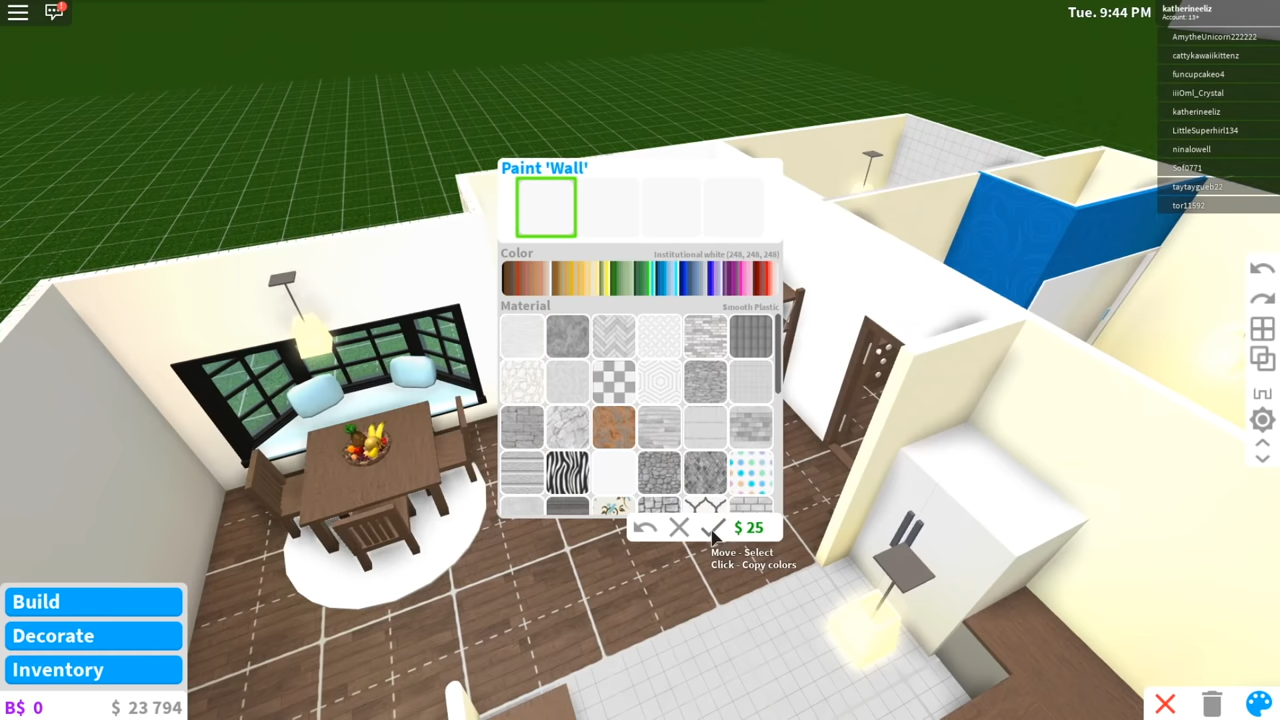 Tue. 9:44 PM
katherineeliz
Account: 13+
AmytheUnicorn222222
cattykawaiikittenz
funcupcakeo4
iiiOml_Crystal
katherineeliz
LittleSuperhirl134
ninalowell
Sof0771
taytaygueb22
tor11592
Paint 'Wall'
Color
Institutional white (248, 248, 248)
Material
Smooth Plastic
$ 25
Move - Select
Click - Copy colors
Build
Decorate
Inventory
B$ 0
$ 23 794